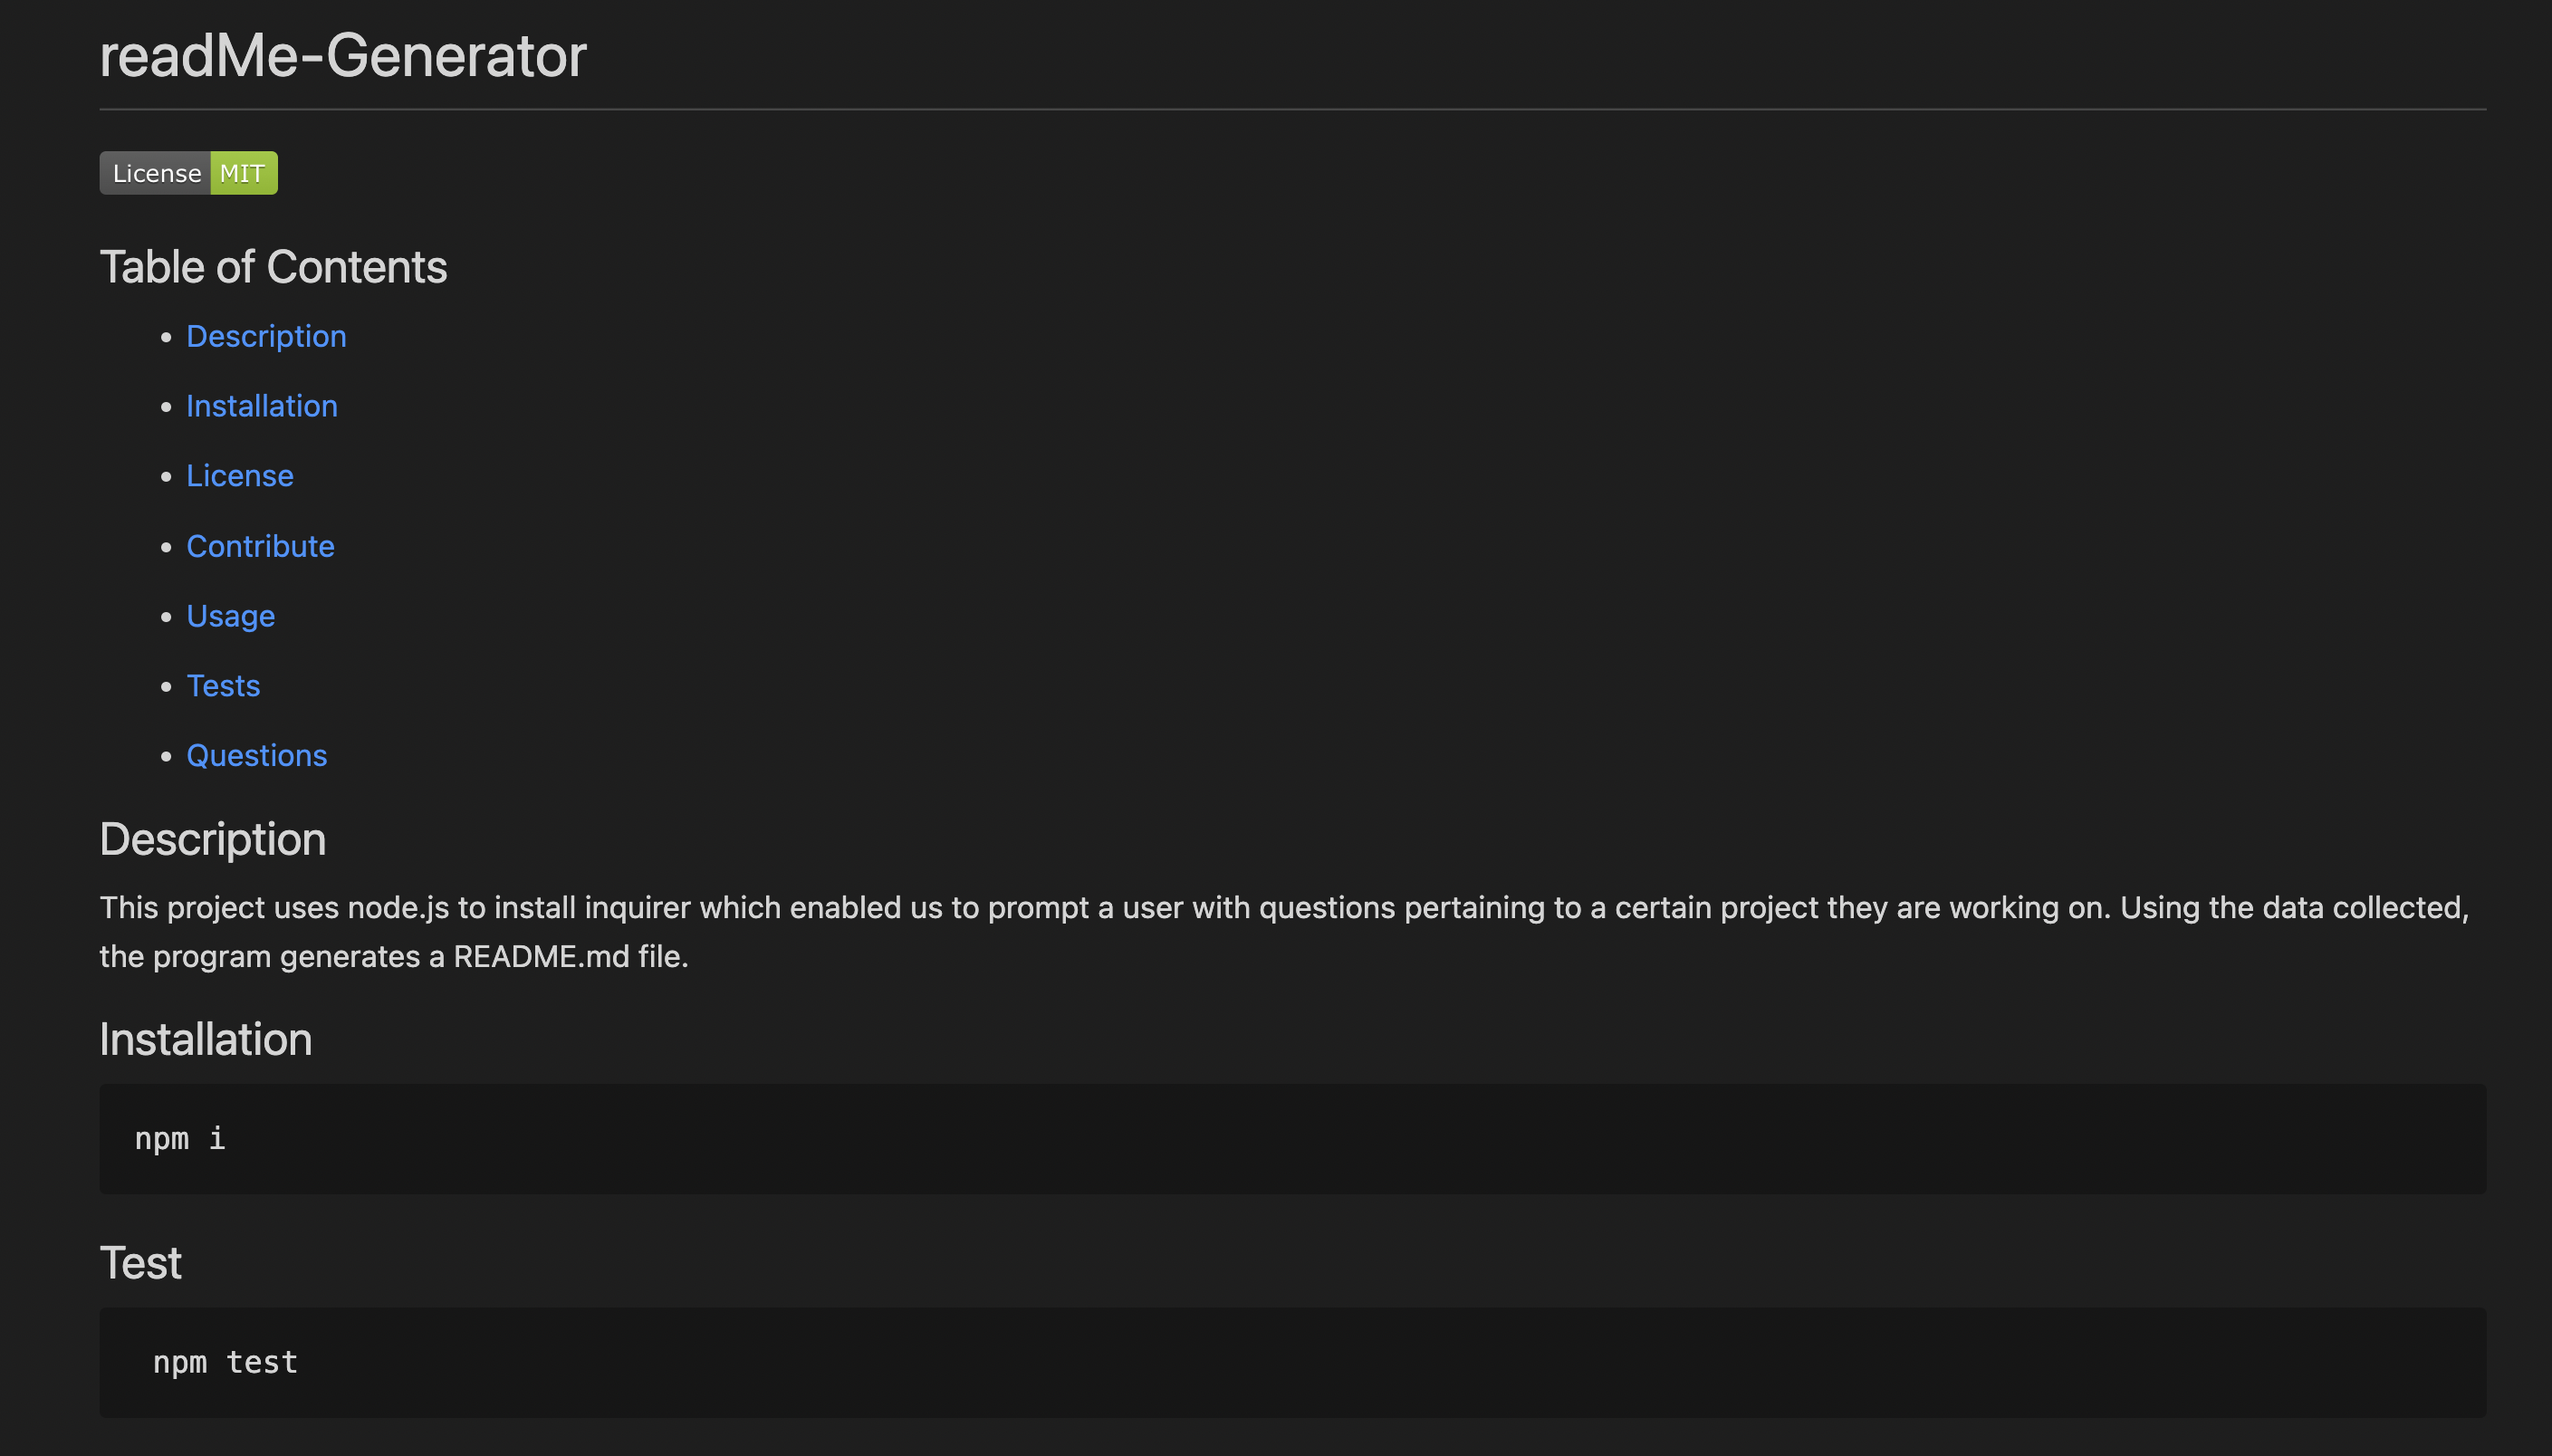 readMe-Generator
License MIT
Table of Contents
Description
Installation
License
Contribute
Usage
Tests
Questions
Description
This project uses node.js to install inquirer which enabled us to prompt a user with questions pertaining to a certain project they are working on. Using the data collected,
the program generates a README.md file.
Installation
npm i
Test
npm test